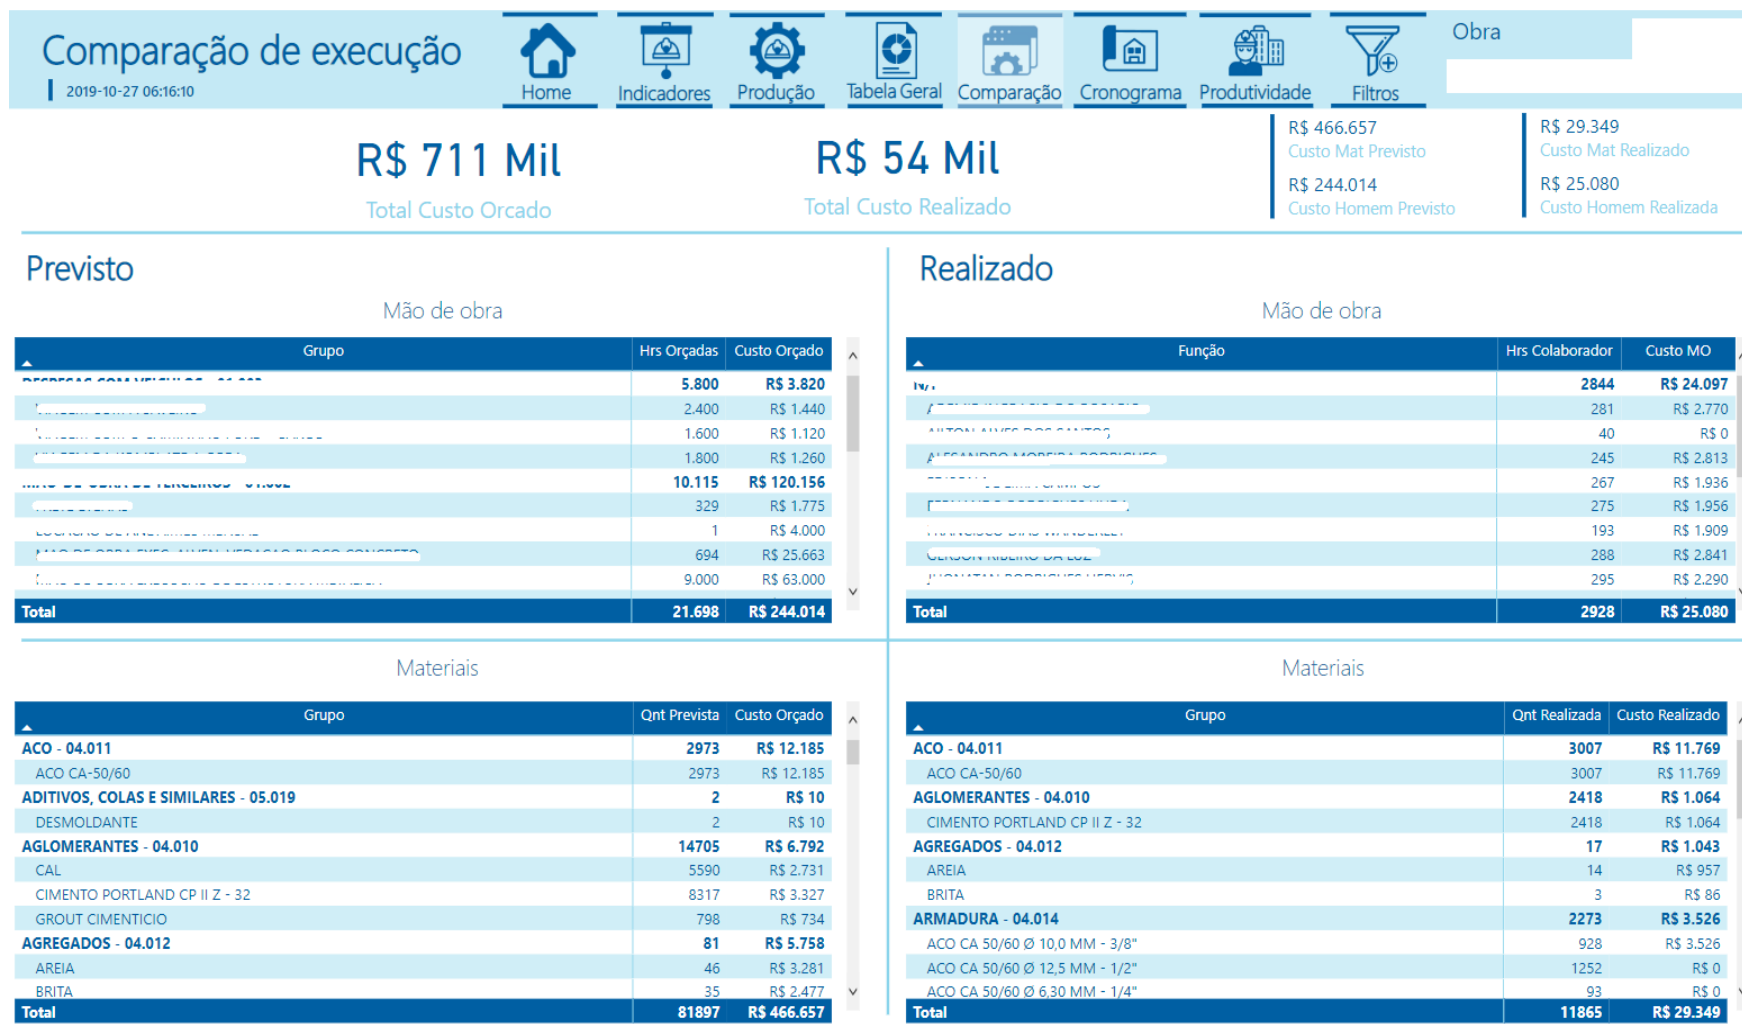 Comparação de execução
2019-10-27 06:16:10
Home
Indicadores
Produção
Tabela Geral
Comparação
Cronograma
Produtividade
Filtros
Obra
R$ 711 Mil
Total Custo Orcado
R$ 54 Mil
Total Custo Realizado
R$ 466.657
Custo Mat Previsto
R$ 244.014
Custo Homem Previsto
R$ 29.349
Custo Mat Realizado
R$ 25.080
Custo Homem Realizada
Previsto
Mão de obra
Grupo Hrs Orçadas Custo Orçado
5.800 R$ 3.820
2.400 R$ 1.440
1.600 R$ 1.120
1.800 R$ 1.260
10.115 R$ 120.156
329 R$ 1.775
1 R$ 4.000
694 R$ 25.663
9.000 R$ 63.000
Total 21.698 R$ 244.014
Realizado
Mão de obra
Função Hrs Colaborador Custo MO
2844 R$ 24.097
281 R$ 2.770
40 R$ 0
245 R$ 2.813
267 R$ 1.936
275 R$ 1.956
193 R$ 1.909
288 R$ 2.841
295 R$ 2.290
Total 2928 R$ 25.080
Materiais
Grupo Qnt Prevista Custo Orçado
ACO - 04.011 2973 R$ 12.185
ACO CA-50/60 2973 R$ 12.185
ADITIVOS, COLAS E SIMILARES - 05.019 2 R$ 10
DESMOLDANTE 2 R$ 10
AGLOMERANTES - 04.010 14705 R$ 6.792
CAL 5590 R$ 2.731
CIMENTO PORTLAND CP II Z - 32 8317 R$ 3.327
GROUT CIMENTICIO 798 R$ 734
AGREGADOS - 04.012 81 R$ 5.758
AREIA 46 R$ 3.281
BRITA 35 R$ 2.477
Total 81897 R$ 466.657
Materiais
Grupo Qnt Realizada Custo Realizado
ACO - 04.011 3007 R$ 11.769
ACO CA-50/60 3007 R$ 11.769
AGLOMERANTES - 04.010 2418 R$ 1.064
CIMENTO PORTLAND CP II Z - 32 2418 R$ 1.064
AGREGADOS - 04.012 17 R$ 1.043
AREIA 14 R$ 957
BRITA 3 R$ 86
ARMADURA - 04.014 2273 R$ 3.526
ACO CA 50/60 Ø 10,0 MM - 3/8" 928 R$ 3.526
ACO CA 50/60 Ø 12,5 MM - 1/2" 1252 R$ 0
ACO CA 50/60 Ø 6,30 MM - 1/4" 93 R$ 0
Total 11865 R$ 29.349